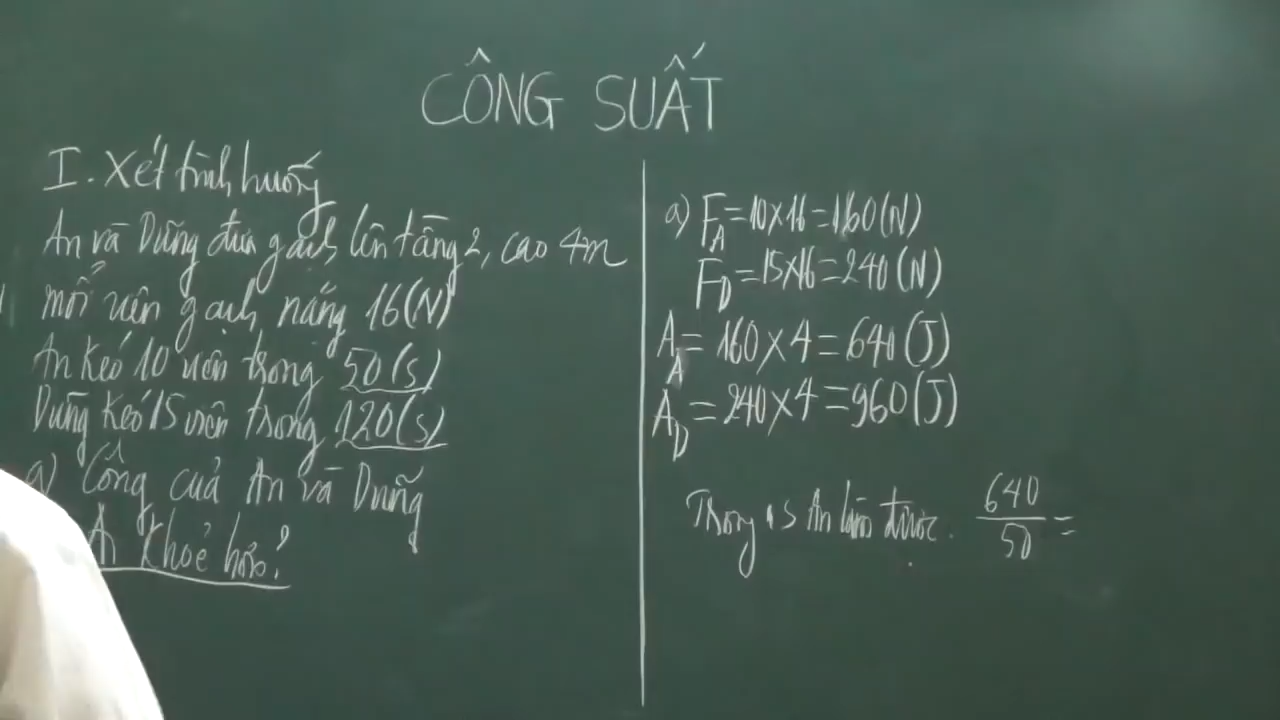 CÔNG SUẤT
I. Xét tình huống
An và Dũng đưa gạch lên tầng 2, cao 4m
mỗi viên gạch nặng 16(N)
An kéo 10 viên trong 50(s)
Dũng kéo 15 viên trong 120(s)
a) Công của An và Dũng
Ai khoẻ hơn?
a) F_A = 10 × 16 = 160(N)
F_D = 15 × 16 = 240(N)
A_A = 160 × 4 = 640(J)
A_D = 240 × 4 = 960(J)
Trong 1s An làm được. 640/50 =